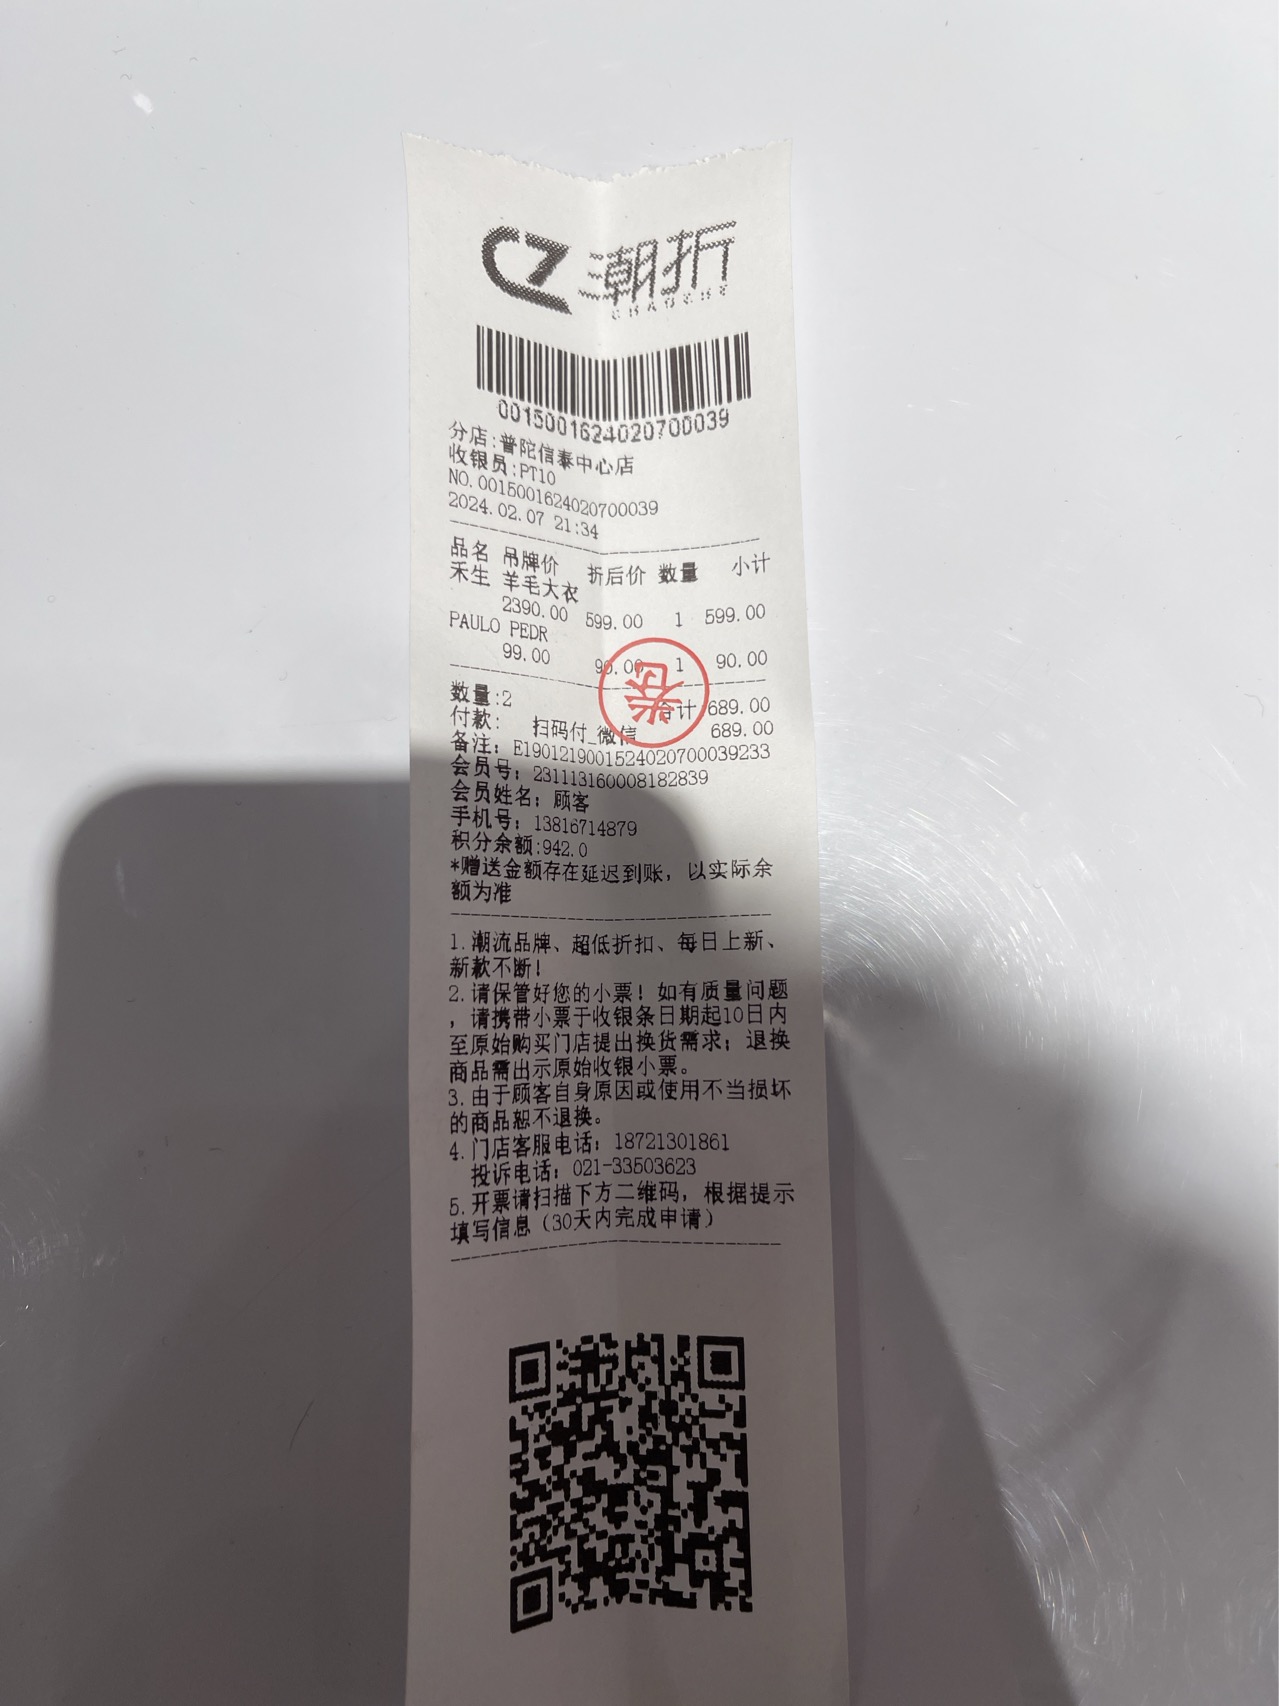 CZ 潮折
CHAOZHE
0015001624020700039
分店:普陀信泰中心店
收银员:PT10
NO.0015001624020700039
2024.02.07 21:34
品名 吊牌价 折后价 数量 小计
禾生 羊毛大衣
2390.00 599.00 1 599.00
PAULO PEDR
99.00 90.00 1 90.00
卷
数量:2 合计 689.00
付款: 扫码付_微信 689.00
备注: E1901219001524020700039233
会员号: 231113160008182839
会员姓名: 顾客
手机号: 13816714879
积分余额:942.0
*赠送金额存在延迟到账，以实际余
额为准
1.潮流品牌、超低折扣、每日上新、
新款不断!
2.请保管好您的小票! 如有质量问题
，请携带小票于收银条日期起10日内
至原始购买门店提出换货需求; 退换
商品需出示原始收银小票。
3.由于顾客自身原因或使用不当损坏
的商品恕不退换。
4.门店客服电话: 18721301861
投诉电话: 021-33503623
5.开票请扫描下方二维码，根据提示
填写信息 (30天内完成申请)